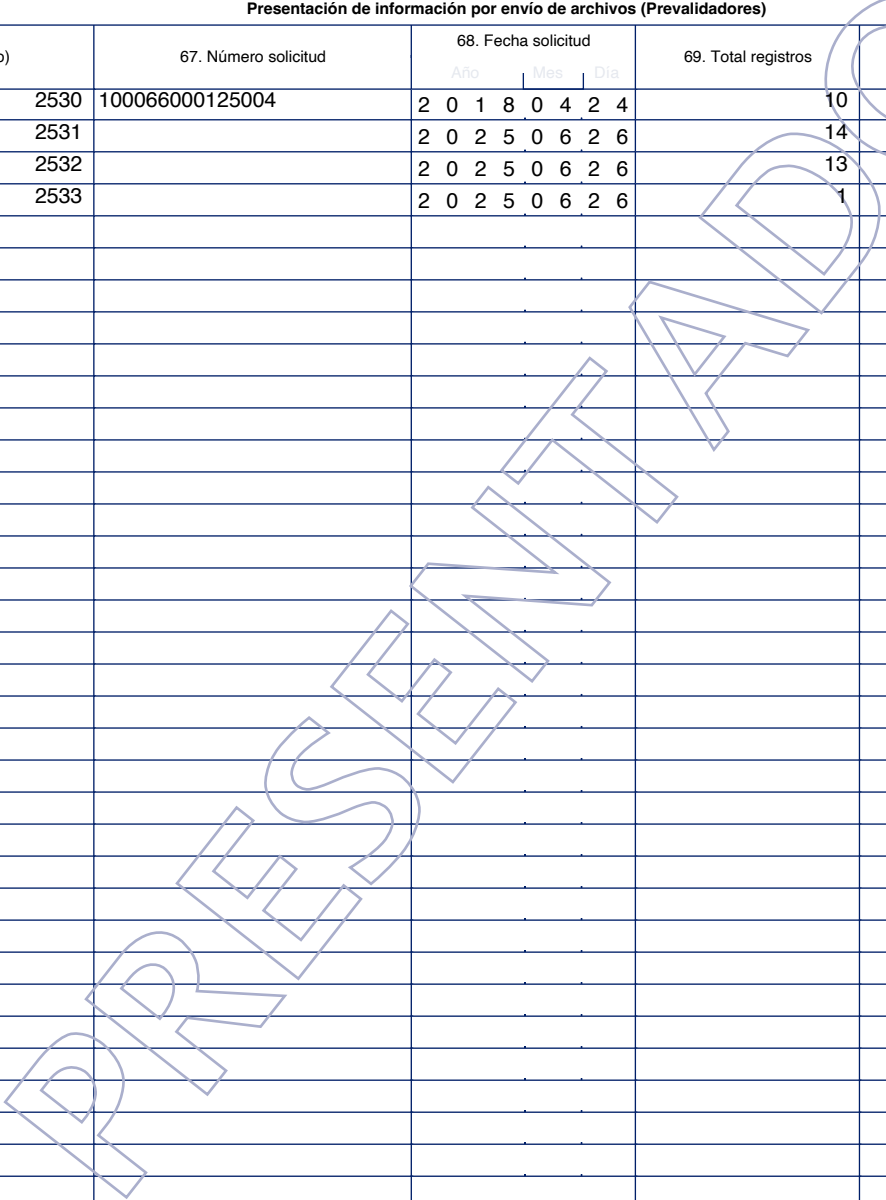 Presentación de información por envío de archivos (Prevalidadores)
o) 67. Número solicitud 68. Fecha solicitud 69. Total registros
Año Mes Día
2530 100066000125004 2 0 1 8 0 4 2 4 10
2531 2 0 2 5 0 6 2 6 14
2532 2 0 2 5 0 6 2 6 13
2533 2 0 2 5 0 6 2 6 1
PRESENTADO